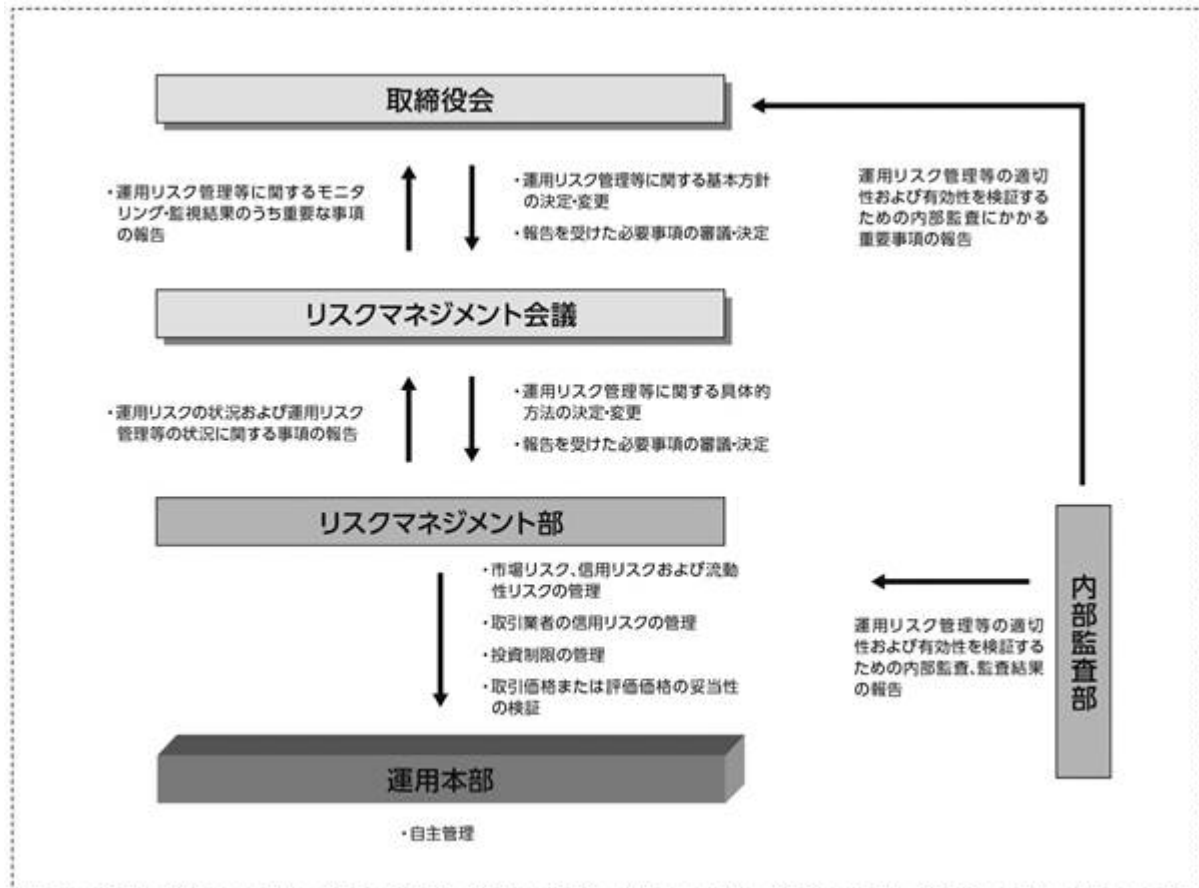 取締役会
・運用リスク管理等に関するモニタ
リング・監視結果のうち重要な事項
の報告
・運用リスク管理等に関する基本方針
の決定・変更
・報告を受けた必要事項の審議・決定
運用リスク管理等の適切
性および有効性を検証する
ための内部監査にかかる
重要事項の報告
リスクマネジメント会議
・運用リスクの状況および運用リスク
管理等の状況に関する事項の報告
・運用リスク管理等に関する具体的
方法の決定・変更
・報告を受けた必要事項の審議・決定
リスクマネジメント部
・市場リスク、信用リスクおよび流動
性リスクの管理
・取引業者の信用リスクの管理
・投資制限の管理
・取引価格または評価価格の妥当性
の検証
運用リスク管理等の適切
性および有効性を検証する
ための内部監査、監査結果
の報告
内部監査部
運用本部
・自主管理